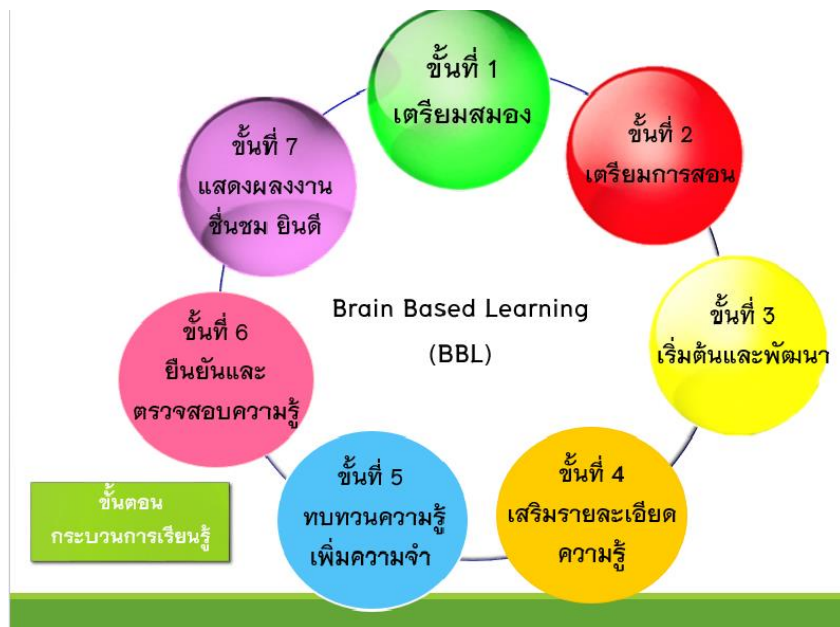 ขั้นที่ 1
เตรียมสมอง
ขั้นที่ 2
เตรียมการสอน
ขั้นที่ 3
เริ่มต้นและพัฒนา
ขั้นที่ 4
เสริมรายละเอียด
ความรู้
ขั้นที่ 5
ทบทวนความรู้
เพิ่มความจำ
ขั้นที่ 6
ยืนยันและ
ตรวจสอบความรู้
ขั้นที่ 7
แสดงผลงงาน
ชื่นชม ยินดี
Brain Based Learning
(BBL)
ขั้นตอน
กระบวนการเรียนรู้